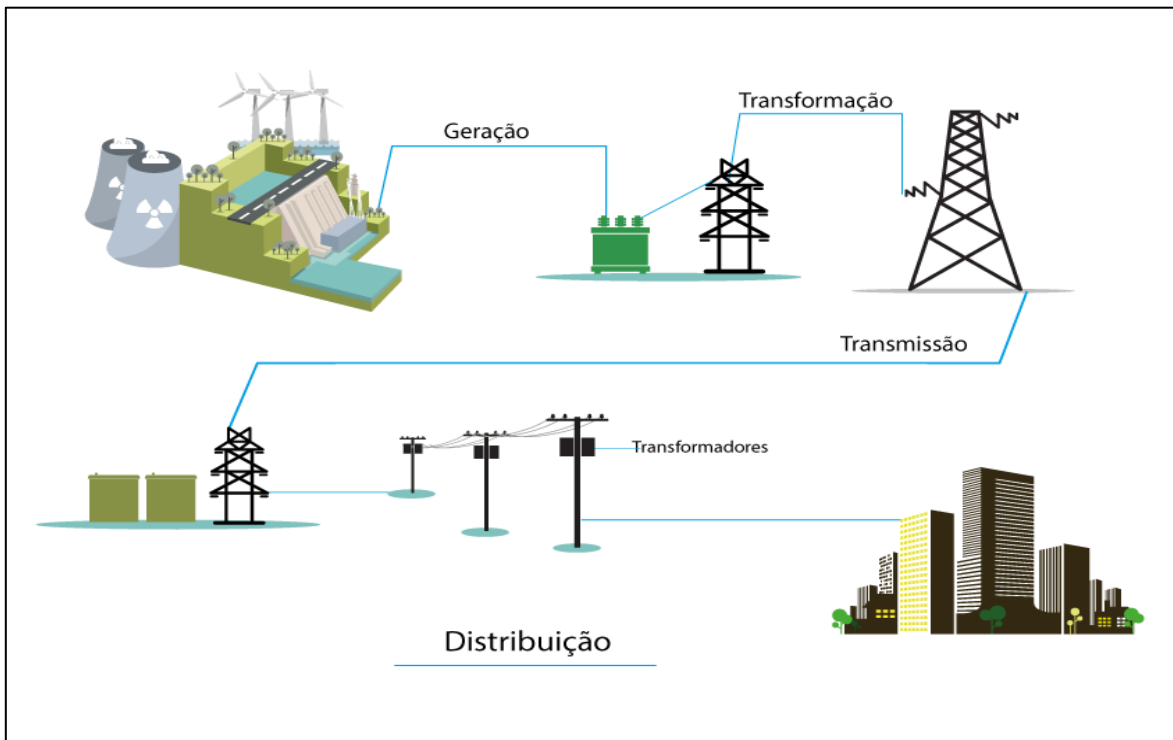 Geração
Transformação
Transmissão
Transformadores
Distribuição